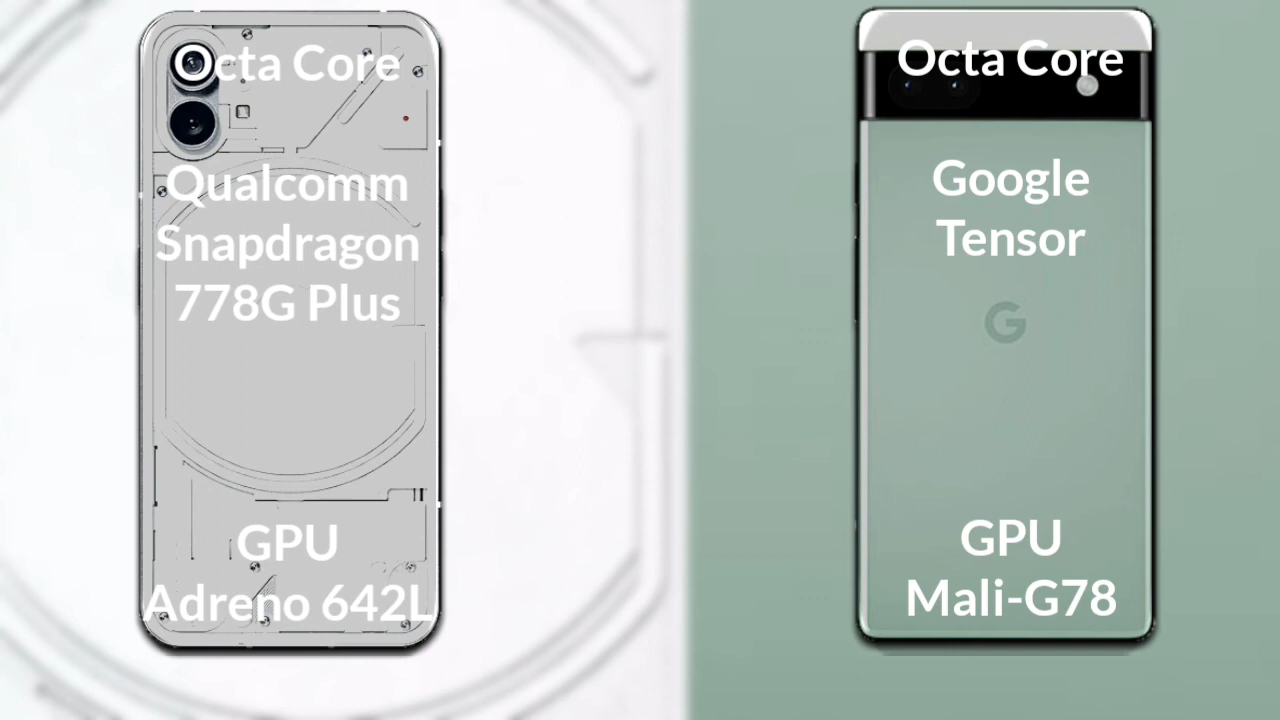 Octa Core
Qualcomm
Snapdragon
778G Plus
GPU
Adreno 642L
Octa Core
Google
Tensor
G
GPU
Mali-G78